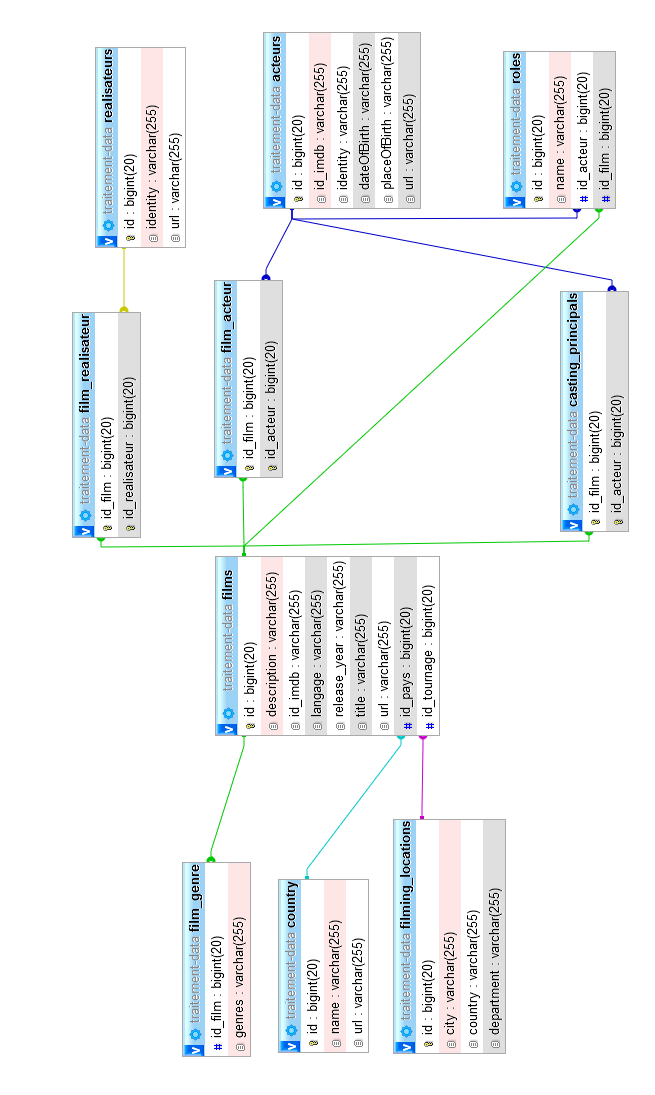 traitement-data realisateurs
id : bigint(20)
identity : varchar(255)
url : varchar(255)
traitement-data acteurs
id : bigint(20)
id_imdb : varchar(255)
identity : varchar(255)
dateOfBirth : varchar(255)
placeOfBirth : varchar(255)
url : varchar(255)
traitement-data roles
id : bigint(20)
name : varchar(255)
# id_acteur : bigint(20)
# id_film : bigint(20)
traitement-data film_realisateur
id_film : bigint(20)
id_realisateur : bigint(20)
traitement-data film_acteur
id_film : bigint(20)
id_acteur : bigint(20)
traitement-data casting_principals
id_film : bigint(20)
id_acteur : bigint(20)
traitement-data films
id : bigint(20)
description : varchar(255)
id_imdb : varchar(255)
langage : varchar(255)
release_year : varchar(255)
title : varchar(255)
url : varchar(255)
# id_pays : bigint(20)
# id_tournage : bigint(20)
traitement-data film_genre
# id_film : bigint(20)
genres : varchar(255)
traitement-data country
id : bigint(20)
name : varchar(255)
url : varchar(255)
traitement-data filming_locations
id : bigint(20)
city : varchar(255)
country : varchar(255)
department : varchar(255)